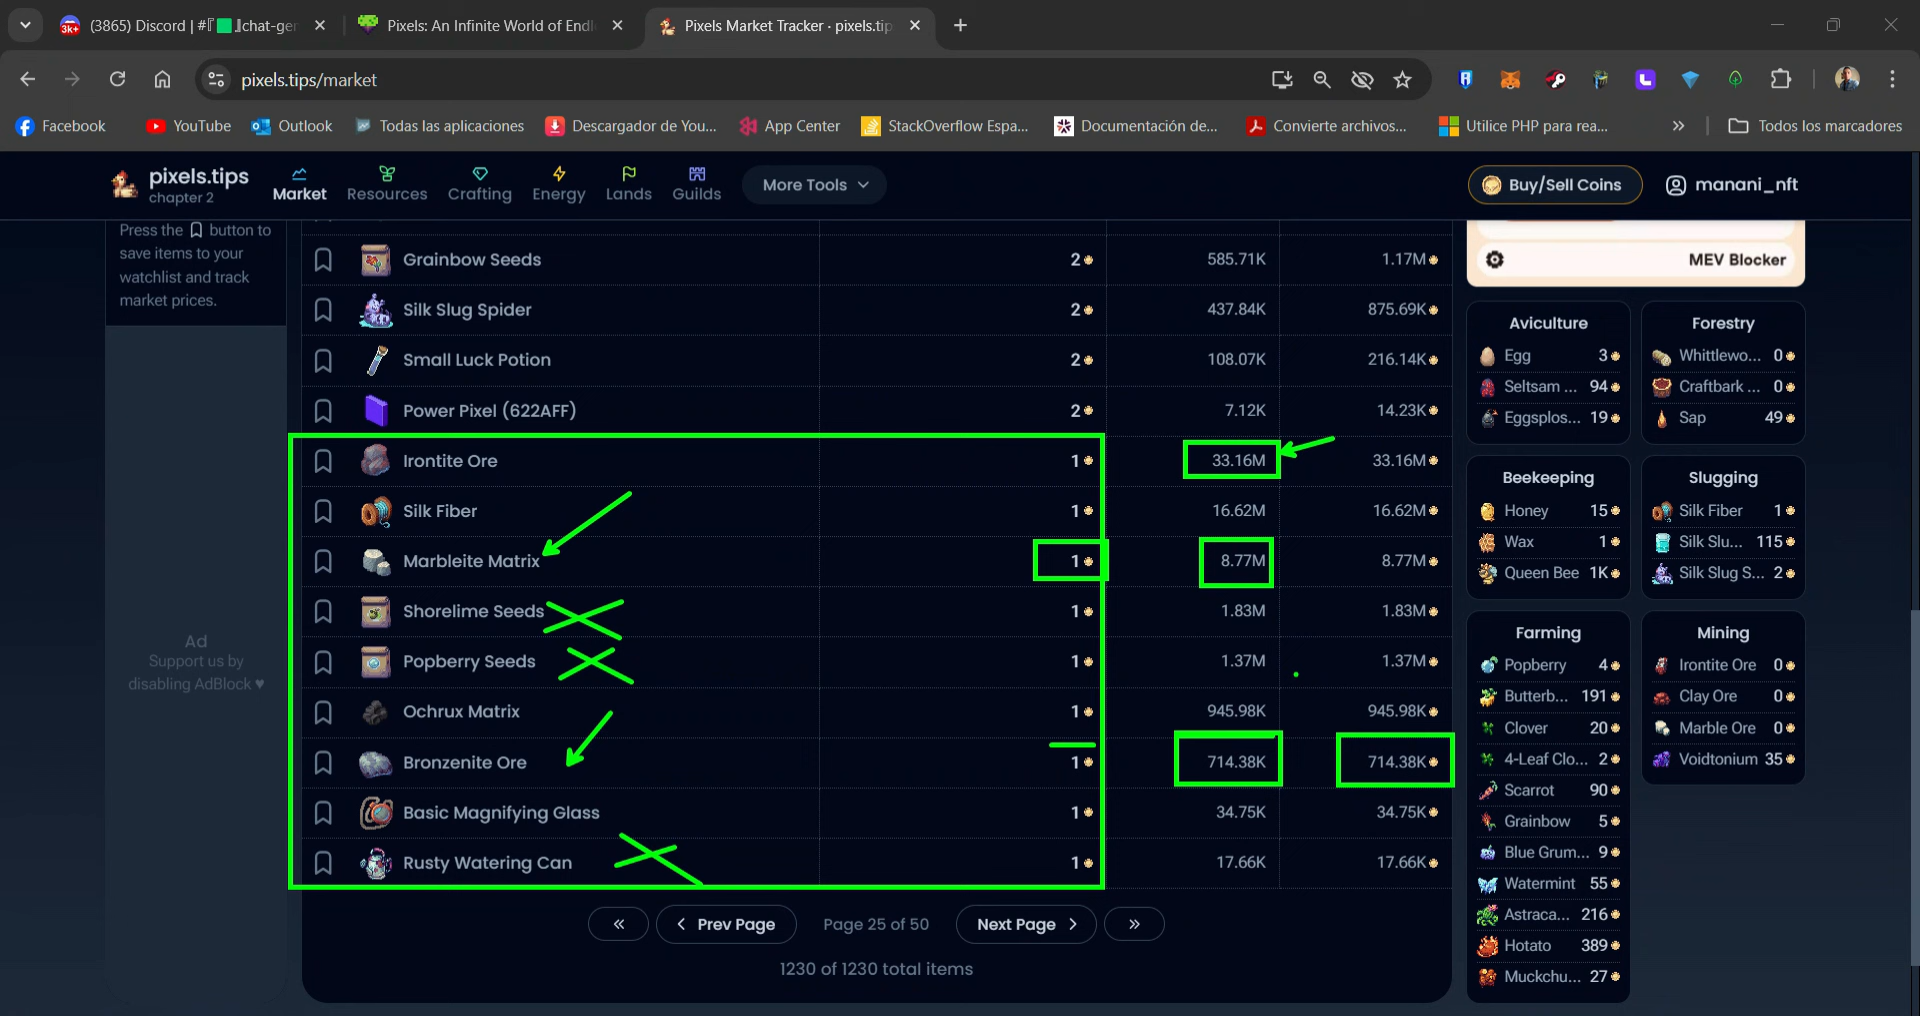 (3865) Discord | #『🟩』chat-gen
Pixels: An Infinite World of Endl
Pixels Market Tracker · pixels.tip
pixels.tips/market
Facebook
YouTube
Outlook
Todas las aplicaciones
Descargador de You...
App Center
StackOverflow Espa...
Documentación de...
Convierte archivos...
Utilice PHP para rea...
»
Todos los marcadores
pixels.tips
chapter 2
Market
Resources
Crafting
Energy
Lands
Guilds
More Tools
Buy/Sell Coins
manani_nft
Press the button to
save items to your
watchlist and track
market prices.
Ad
Support us by
disabling AdBlock ♥
Grainbow Seeds 2 585.71K 1.17M
Silk Slug Spider 2 437.84K 875.69K
Small Luck Potion 2 108.07K 216.14K
Power Pixel (622AFF) 2 7.12K 14.23K
Irontite Ore 1 33.16M 33.16M
Silk Fiber 1 16.62M 16.62M
Marbleite Matrix 1 8.77M 8.77M
Shorelime Seeds 1 1.83M 1.83M
Popberry Seeds 1 1.37M 1.37M
Ochrux Matrix 1 945.98K 945.98K
Bronzenite Ore 1 714.38K 714.38K
Basic Magnifying Glass 1 34.75K 34.75K
Rusty Watering Can 1 17.66K 17.66K
« ‹ Prev Page Page 25 of 50 Next Page › »
1230 of 1230 total items
MEV Blocker
Aviculture
Egg 3
Seltsam ... 94
Eggsplos... 19
Forestry
Whittlewo... 0
Craftbark ... 0
Sap 49
Beekeeping
Honey 15
Wax 1
Queen Bee 1K
Slugging
Silk Fiber 1
Silk Slu... 115
Silk Slug S... 2
Farming
Popberry 4
Butterb... 191
Clover 20
4-Leaf Clo... 2
Scarrot 90
Grainbow 5
Blue Grum... 9
Watermint 55
Astraca... 216
Hotato 389
Muckchu... 27
Mining
Irontite Ore 0
Clay Ore 0
Marble Ore 0
Voidtonium 35